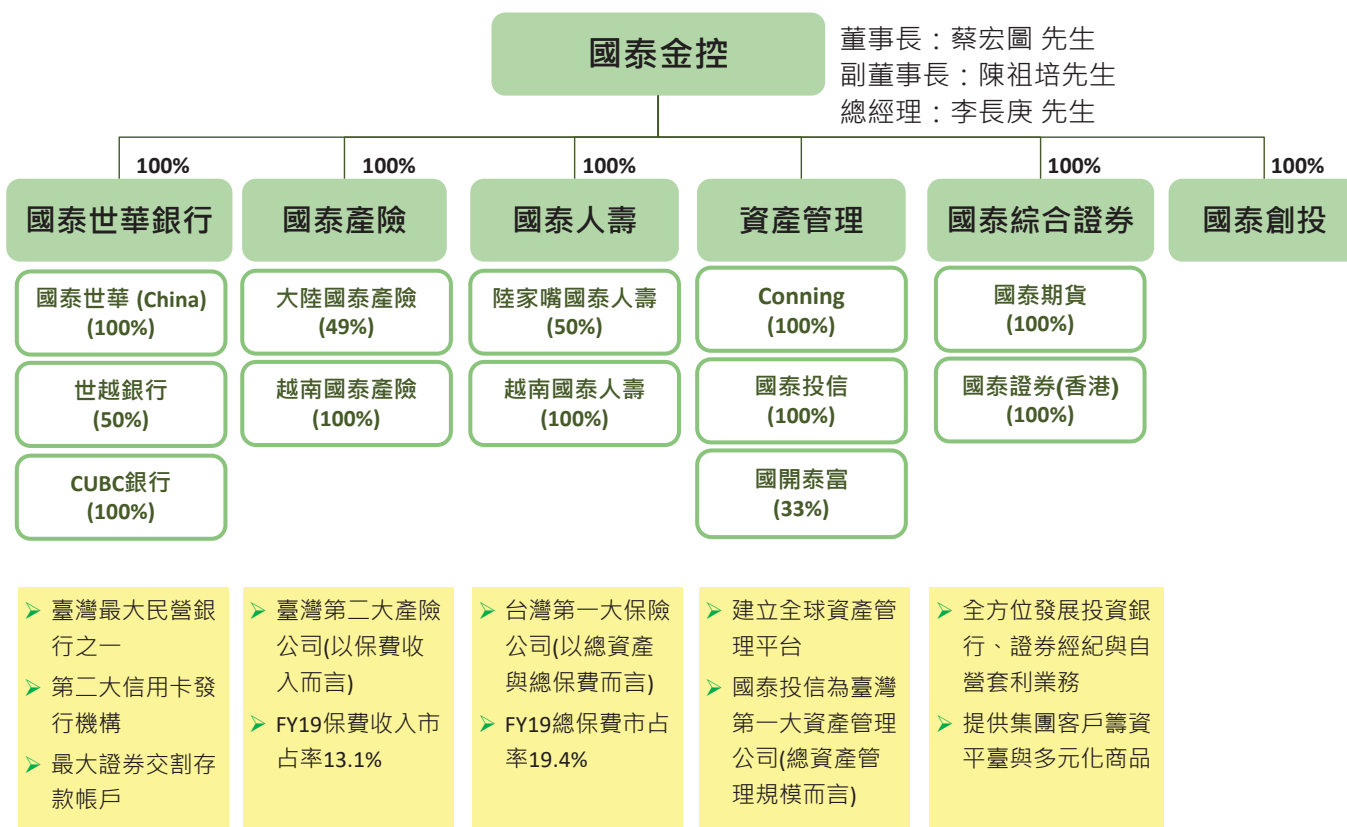 國泰金控
董事長：蔡宏圖 先生
副董事長：陳祖培先生
總經理：李長庚 先生
100%
100%
100%
100%
100%
國泰世華銀行
國泰產險
國泰人壽
資產管理
國泰綜合證券
國泰創投
國泰世華 (China)
(100%)
世越銀行
(50%)
CUBC銀行
(100%)
大陸國泰產險
(49%)
越南國泰產險
(100%)
陸家嘴國泰人壽
(50%)
越南國泰人壽
(100%)
Conning
(100%)
國泰投信
(100%)
國開泰富
(33%)
國泰期貨
(100%)
國泰證券(香港)
(100%)
➢ 臺灣最大民營銀
行之一
➢ 第二大信用卡發
行機構
➢ 最大證券交割存
款帳戶
➢ 臺灣第二大產險
公司(以保費收
入而言)
➢ FY19保費收入市
占率13.1%
➢ 台灣第一大保險
公司(以總資產
與總保費而言)
➢ FY19總保費市占
率19.4%
➢ 建立全球資產管
理平台
➢ 國泰投信為臺灣
第一大資產管理
公司(總資產管
理規模而言)
➢ 全方位發展投資銀
行、證券經紀與自
營套利業務
➢ 提供集團客戶籌資
平臺與多元化商品